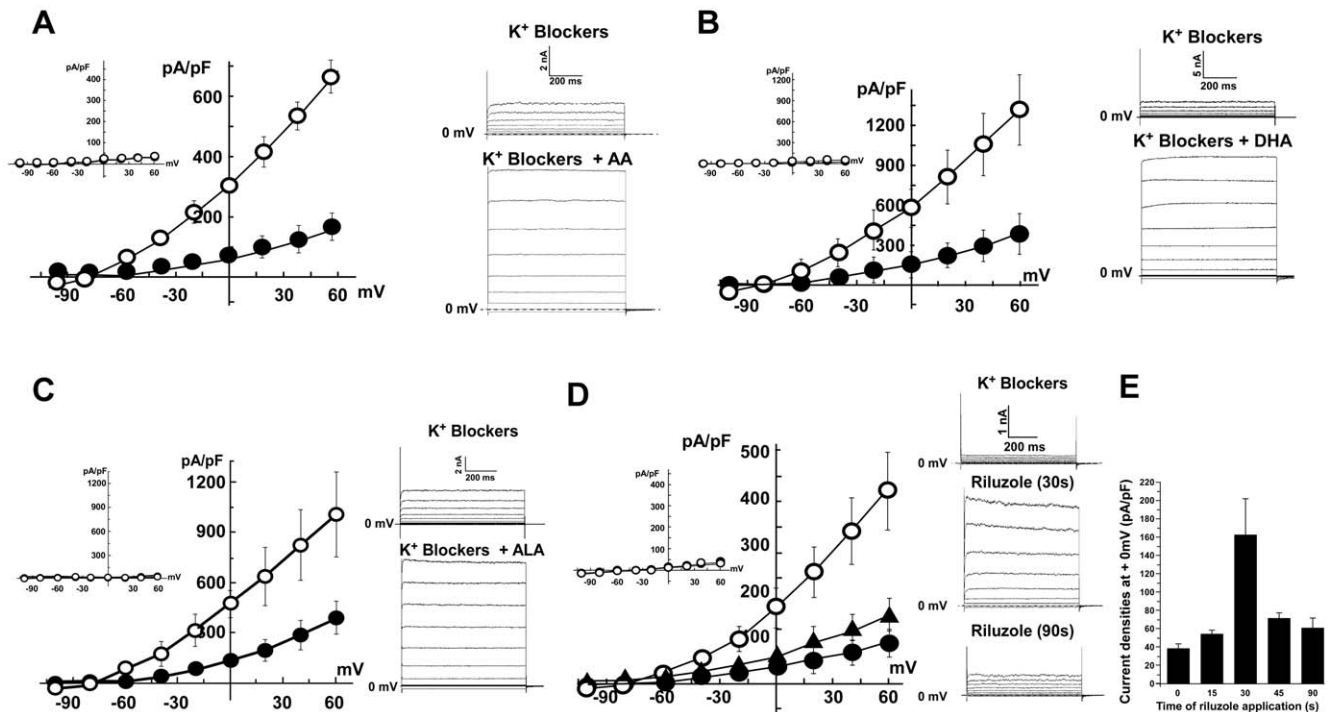 A
pA/pF
400
300
200
100
mV
-90 -60 -30 0 30 60
pA/pF
600
400
200
mV
-90 -60 -30 0 30 60
K+ Blockers
2 nA
200 ms
0 mV
K+ Blockers + AA
0 mV
B
pA/pF
1200
900
600
300
mV
-90 -60 -30 0 30 60
pA/pF
1200
900
600
300
mV
-90 -60 -30 0 30 60
K+ Blockers
5 nA
200 ms
0 mV
K+ Blockers + DHA
0 mV
C
pA/pF
1200
900
600
300
mV
-90 -60 -30 0 30 60
pA/pF
1200
900
600
300
mV
-90 -60 -30 0 30 60
K+ Blockers
2 nA
200 ms
0 mV
K+ Blockers + ALA
0 mV
D
pA/pF
400
300
200
100
mV
-90 -60 -30 0 30 60
pA/pF
500
400
300
200
100
mV
-90 -60 -30 0 30 60
K+ Blockers
1 nA
200 ms
0 mV
Riluzole (30s)
0 mV
Riluzole (90s)
0 mV
E
Current densities at + 0mV (pA/pF)
220
200
180
160
140
120
100
80
60
40
20
0
0 15 30 45 90
Time of riluzole application (s)